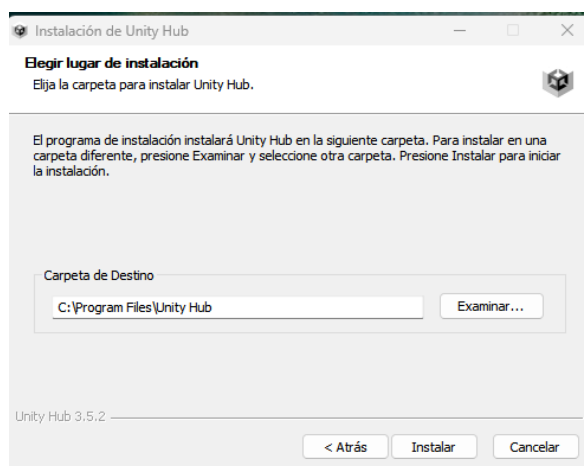 Instalación de Unity Hub
Elegir lugar de instalación
Elija la carpeta para instalar Unity Hub.
El programa de instalación instalará Unity Hub en la siguiente carpeta. Para instalar en una
carpeta diferente, presione Examinar y seleccione otra carpeta. Presione Instalar para iniciar
la instalación.
Carpeta de Destino
C:\Program Files\Unity Hub
Examinar...
Unity Hub 3.5.2
< Atrás
Instalar
Cancelar